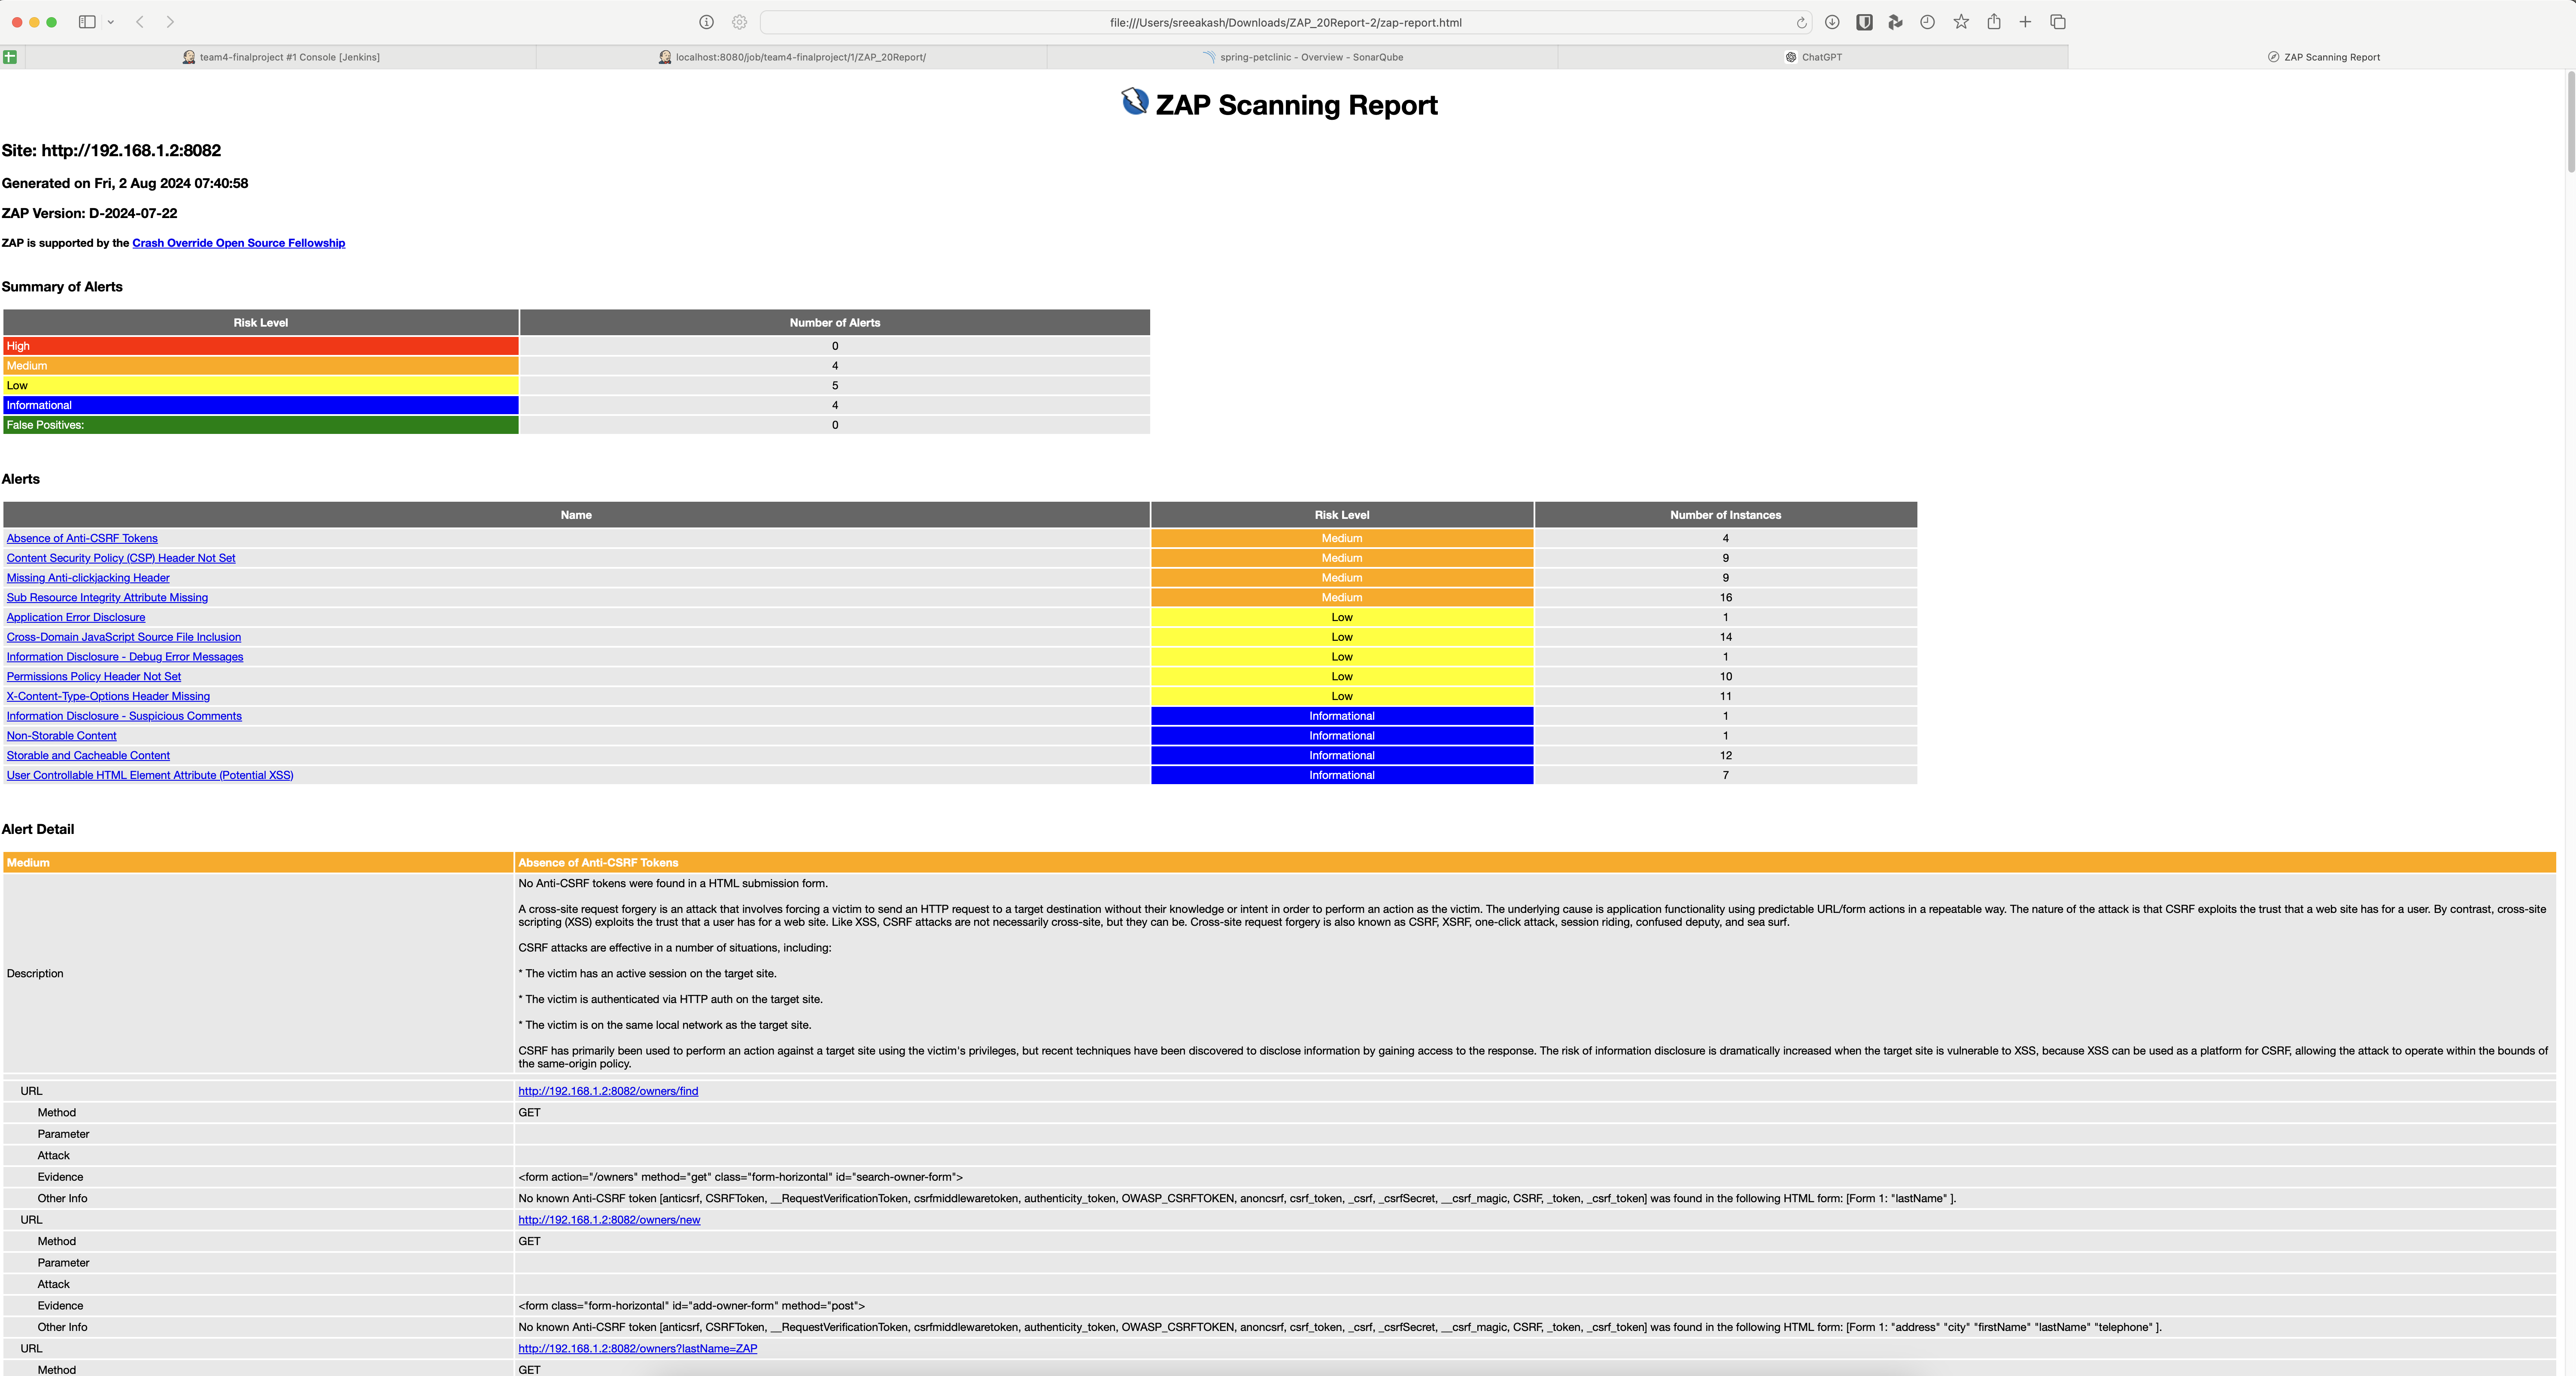 file:///Users/sreeakash/Downloads/ZAP_20Report-2/zap-report.html
team4-finalproject #1 Console [Jenkins]
localhost:8080/job/team4-finalproject/1/ZAP_20Report/
spring-petclinic - Overview - SonarQube
ChatGPT
ZAP Scanning Report
ZAP Scanning Report
Site: http://192.168.1.2:8082
Generated on Fri, 2 Aug 2024 07:40:58
ZAP Version: D-2024-07-22
ZAP is supported by the Crash Override Open Source Fellowship
Summary of Alerts
Risk Level Number of Alerts
High 0
Medium 4
Low 5
Informational 4
False Positives: 0
Alerts
Name Risk Level Number of Instances
Absence of Anti-CSRF Tokens Medium 4
Content Security Policy (CSP) Header Not Set Medium 9
Missing Anti-clickjacking Header Medium 9
Sub Resource Integrity Attribute Missing Medium 16
Application Error Disclosure Low 1
Cross-Domain JavaScript Source File Inclusion Low 14
Information Disclosure - Debug Error Messages Low 1
Permissions Policy Header Not Set Low 10
X-Content-Type-Options Header Missing Low 11
Information Disclosure - Suspicious Comments Informational 1
Non-Storable Content Informational 1
Storable and Cacheable Content Informational 12
User Controllable HTML Element Attribute (Potential XSS) Informational 7
Alert Detail
Medium Absence of Anti-CSRF Tokens
Description
No Anti-CSRF tokens were found in a HTML submission form.
A cross-site request forgery is an attack that involves forcing a victim to send an HTTP request to a target destination without their knowledge or intent in order to perform an action as the victim. The underlying cause is application functionality using predictable URL/form actions in a repeatable way. The nature of the attack is that CSRF exploits the trust that a web site has for a user. By contrast, cross-site
scripting (XSS) exploits the trust that a user has for a web site. Like XSS, CSRF attacks are not necessarily cross-site, but they can be. Cross-site request forgery is also known as CSRF, XSRF, one-click attack, session riding, confused deputy, and sea surf.
CSRF attacks are effective in a number of situations, including:
* The victim has an active session on the target site.
* The victim is authenticated via HTTP auth on the target site.
* The victim is on the same local network as the target site.
CSRF has primarily been used to perform an action against a target site using the victim's privileges, but recent techniques have been discovered to disclose information by gaining access to the response. The risk of information disclosure is dramatically increased when the target site is vulnerable to XSS, because XSS can be used as a platform for CSRF, allowing the attack to operate within the bounds of
the same-origin policy.
URL http://192.168.1.2:8082/owners/find
Method GET
Parameter
Attack
Evidence <form action="/owners" method="get" class="form-horizontal" id="search-owner-form">
Other Info No known Anti-CSRF token [anticsrf, CSRFToken, __RequestVerificationToken, csrfmiddlewaretoken, authenticity_token, OWASP_CSRFTOKEN, anoncsrf, csrf_token, _csrf, _csrfSecret, __csrf_magic, CSRF, _token, _csrf_token] was found in the following HTML form: [Form 1: "lastName" ].
URL http://192.168.1.2:8082/owners/new
Method GET
Parameter
Attack
Evidence <form class="form-horizontal" id="add-owner-form" method="post">
Other Info No known Anti-CSRF token [anticsrf, CSRFToken, __RequestVerificationToken, csrfmiddlewaretoken, authenticity_token, OWASP_CSRFTOKEN, anoncsrf, csrf_token, _csrf, _csrfSecret, __csrf_magic, CSRF, _token, _csrf_token] was found in the following HTML form: [Form 1: "address" "city" "firstName" "lastName" "telephone" ].
URL http://192.168.1.2:8082/owners?lastName=ZAP
Method GET